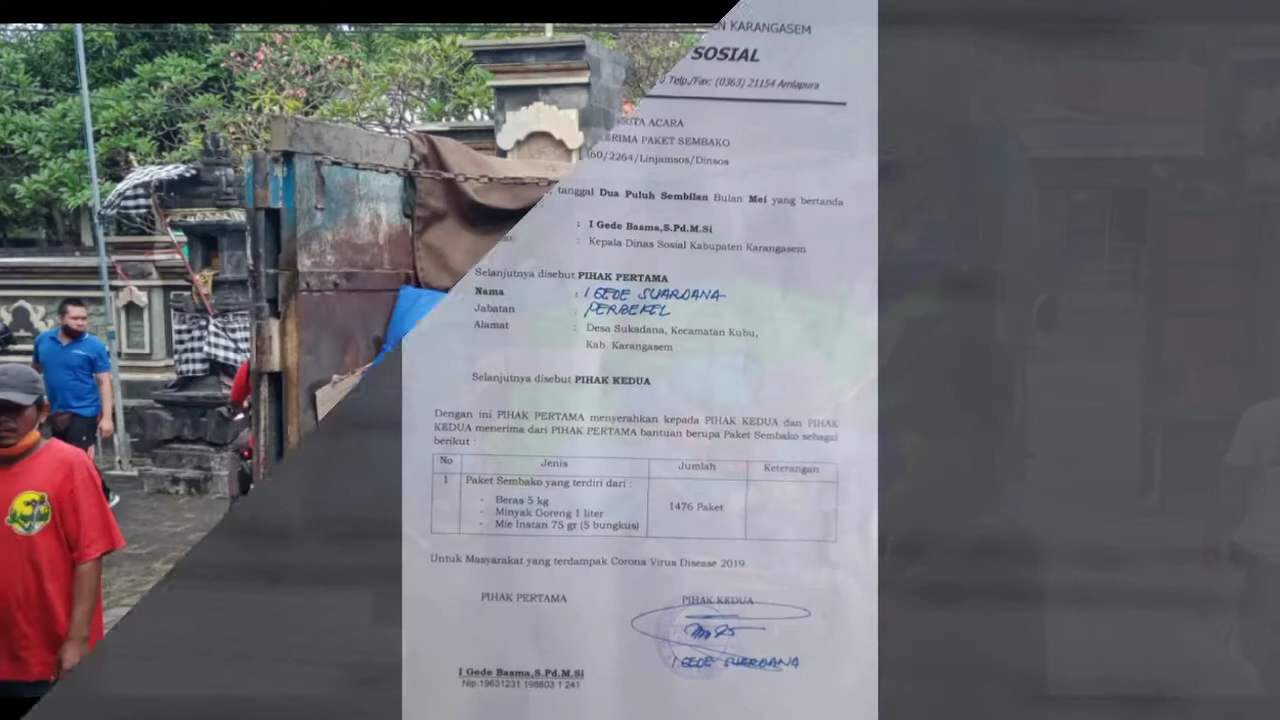 EN KARANGASEM
SOSIAL
Telp./Fax: (0363) 21154 Amlapura
ITA ACARA
ERIMA PAKET SEMBAKO
60/2264/Linjamsos/Dinsos
tanggal Dua Puluh Sembilan Bulan Mei yang bertanda
: I Gede Basma,S.Pd.M.Si
: Kepala Dinas Sosial Kabupaten Karangasem
Selanjutnya disebut PIHAK PERTAMA
Nama : I GEDE SUARDANA
Jabatan : PERBEKEL
Alamat : Desa Sukadana, Kecamatan Kubu,
Kab. Karangasem
Selanjutnya disebut PIHAK KEDUA
Dengan ini PIHAK PERTAMA menyerahkan kepada PIHAK KEDUA dan PIHAK
KEDUA menerima dari PIHAK PERTAMA bantuan berupa Paket Sembako sebagai
berikut :
No Jenis Jumlah Keterangan
1 Paket Sembako yang terdiri dari :
- Beras 5 kg
- Minyak Goreng 1 liter
- Mie Instan 75 gr (5 bungkus)
1476 Paket
Untuk Masyarakat yang terdampak Corona Virus Disease 2019
PIHAK PERTAMA PIHAK KEDUA
I GEDE SUARDANA
I Gede Basma,S.Pd.M.Si
Nip.19631231 198803 1 241